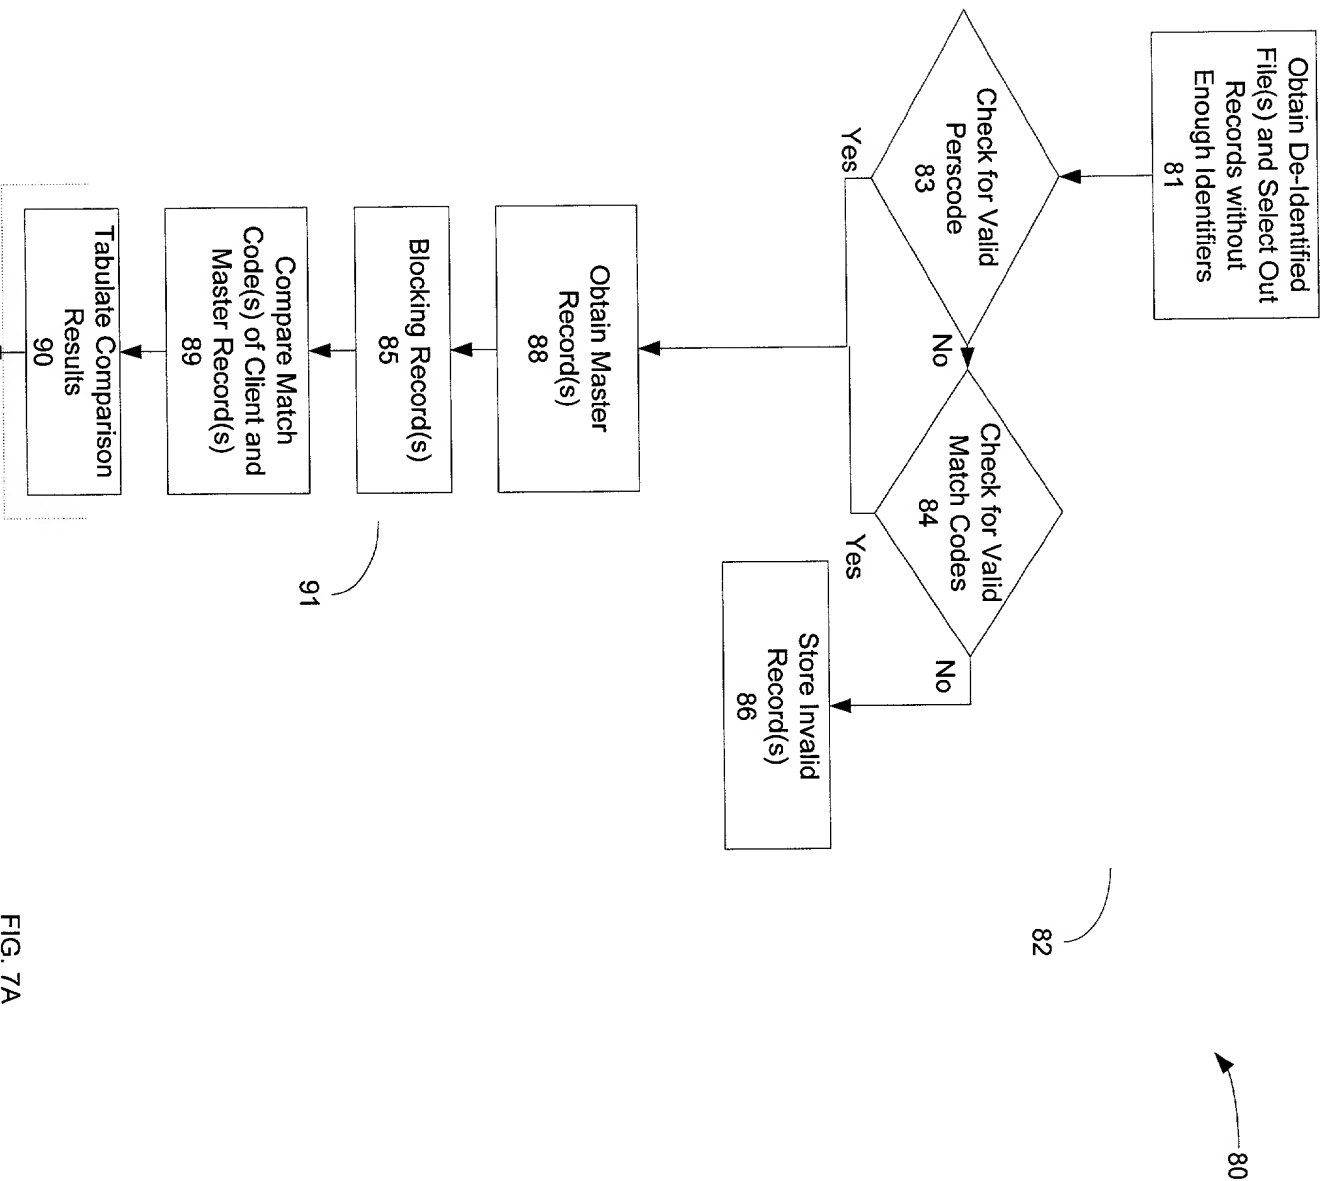 80
Obtain De-Identified
File(s) and Select Out
Records without
Enough Identifiers
81
82
Check for Valid
Perscode
83
No
Check for Valid
Match Codes
84
No
Yes
Yes
Store Invalid
Record(s)
86
Obtain Master
Record(s)
88
Blocking Record(s)
85
91
Compare Match
Code(s) of Client and
Master Record(s)
89
Tabulate Comparison
Results
90
FIG. 7A